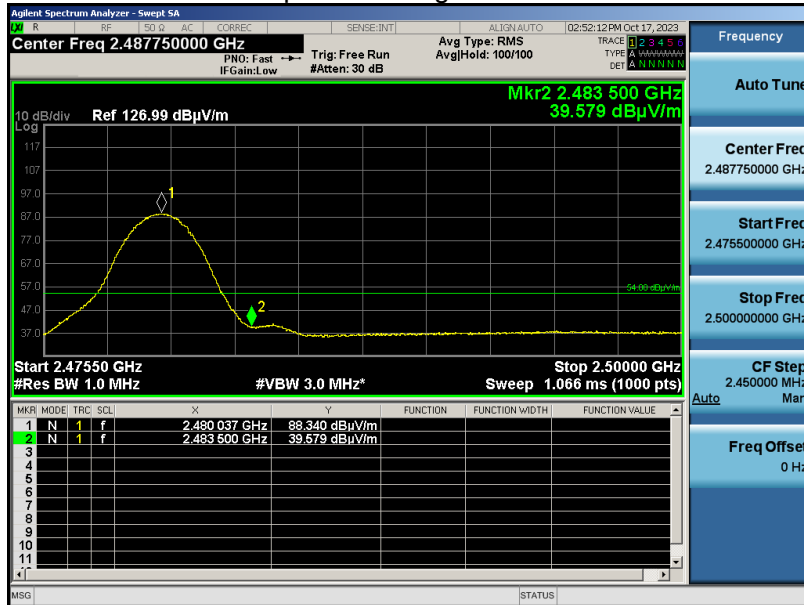 Agilent Spectrum Analyzer - Swept SA
LXI R RF 50 Ω AC CORREC SENSE:INT ALIGN AUTO 02:52:12 PM Oct 17, 2023
Center Freq 2.487750000 GHz
PNO: Fast
IFGain:Low
Trig: Free Run
#Atten: 30 dB
Avg Type: RMS
Avg|Hold: 100/100
TRACE 1 2 3 4 5 6
TYPE A
DET A N N N N N
Mkr2 2.483 500 GHz
39.579 dBµV/m
10 dB/div Ref 126.99 dBµV/m
Log
117
107
97.0
87.0
77.0
67.0
57.0
47.0
37.0
1
2
54.00 dBµV/m
Start 2.47550 GHz Stop 2.50000 GHz
#Res BW 1.0 MHz #VBW 3.0 MHz* Sweep 1.066 ms (1000 pts)
MKR MODE TRC SCL X Y FUNCTION FUNCTION WIDTH FUNCTION VALUE
1 N 1 f 2.480 037 GHz 88.340 dBµV/m
2 N 1 f 2.483 500 GHz 39.579 dBµV/m
3
4
5
6
7
8
9
10
11
MSG STATUS
Frequency
Auto Tune
Center Freq
2.487750000 GHz
Start Freq
2.475500000 GHz
Stop Freq
2.500000000 GHz
CF Step
2.450000 MHz
Auto Man
Freq Offset
0 Hz